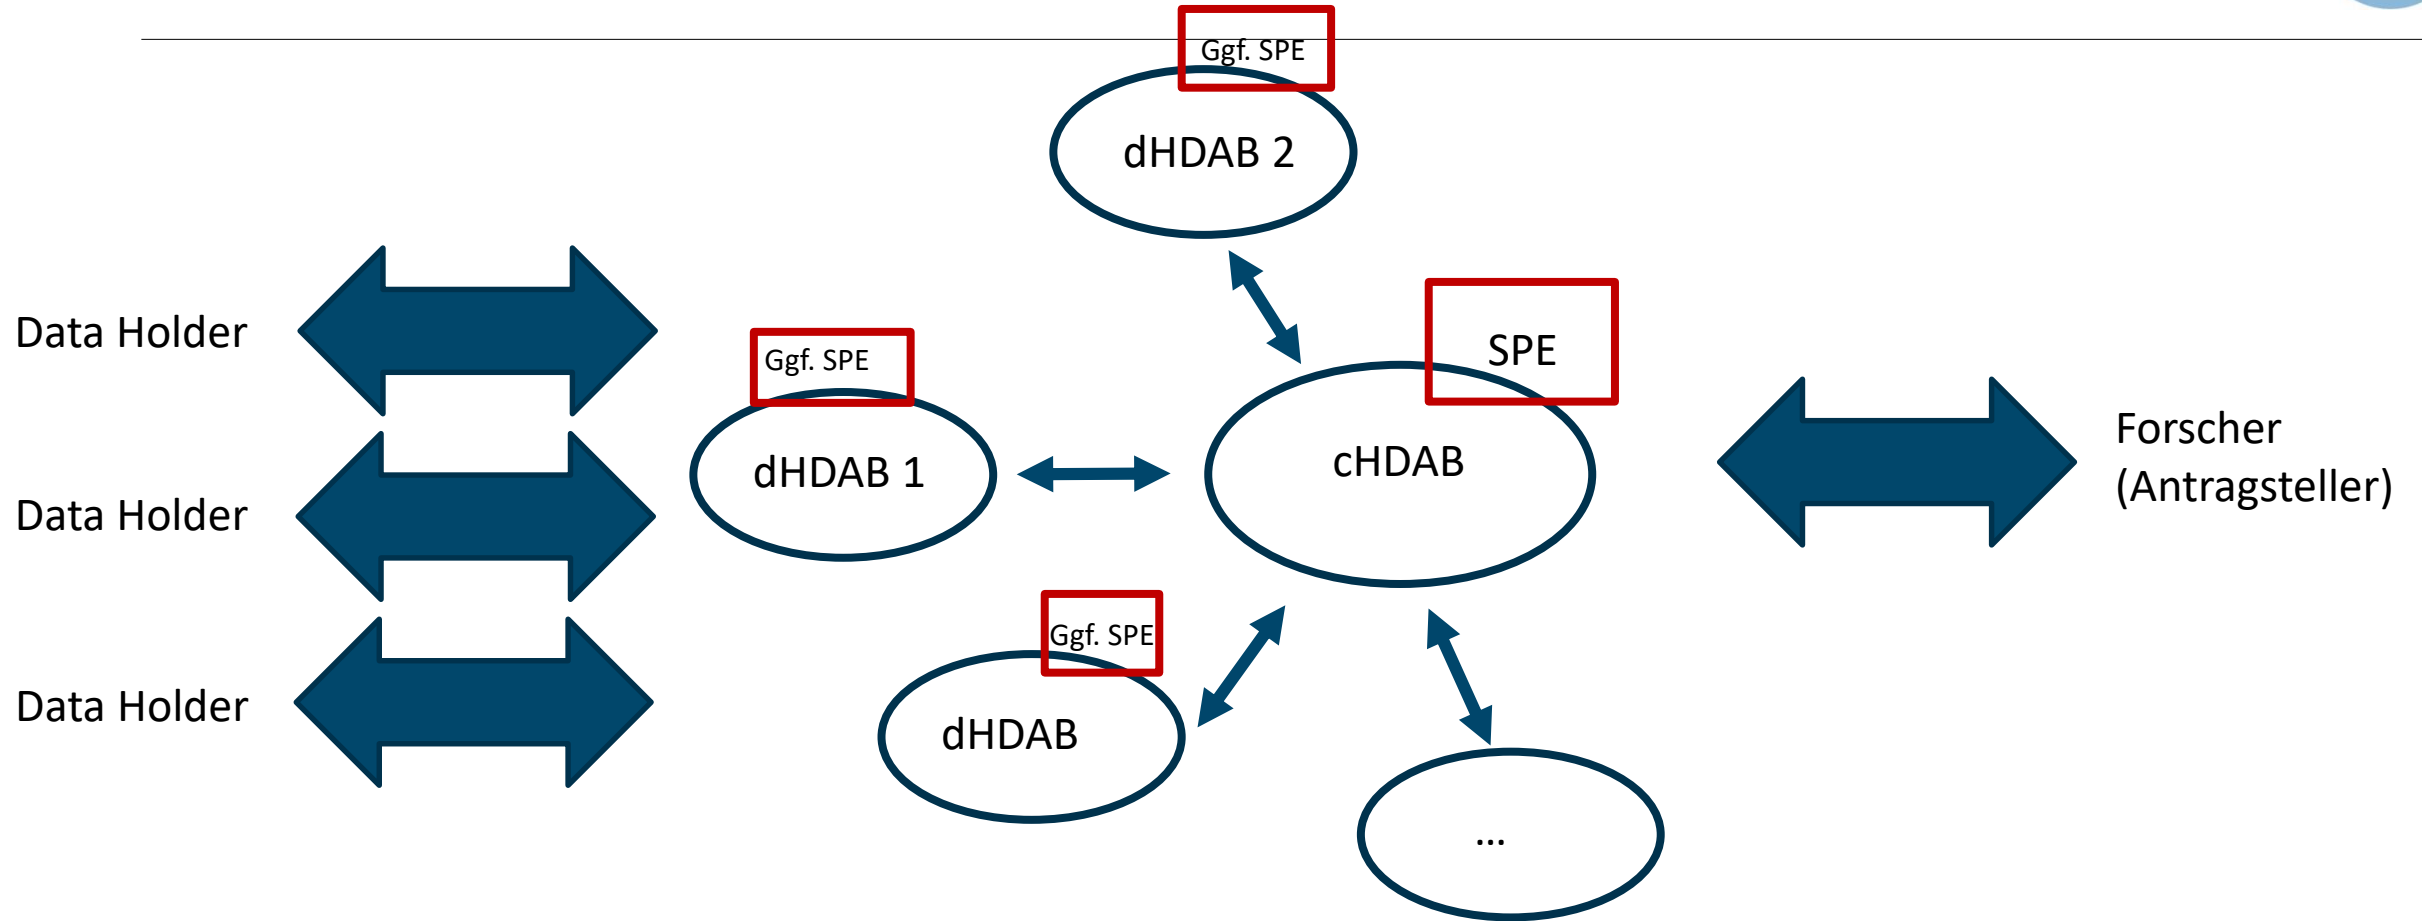 Ggf. SPE
dHDAB 2
Data Holder
Data Holder
Data Holder
Ggf. SPE
dHDAB 1
SPE
cHDAB
Forscher
(Antragsteller)
Ggf. SPE
dHDAB
...